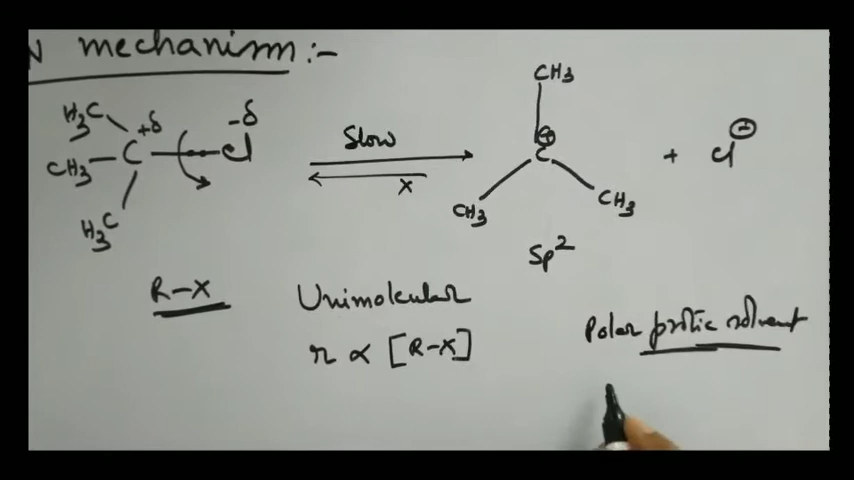 N mechanism:-
H3C
+δ
-δ
CH3 — C — Cl
H3C
Slow
x
CH3
⊕
C
CH3
CH3
+ Cl⊖
Sp²
R-X
Unimolecular
r ∝ [R-X]
Polar protic solvent